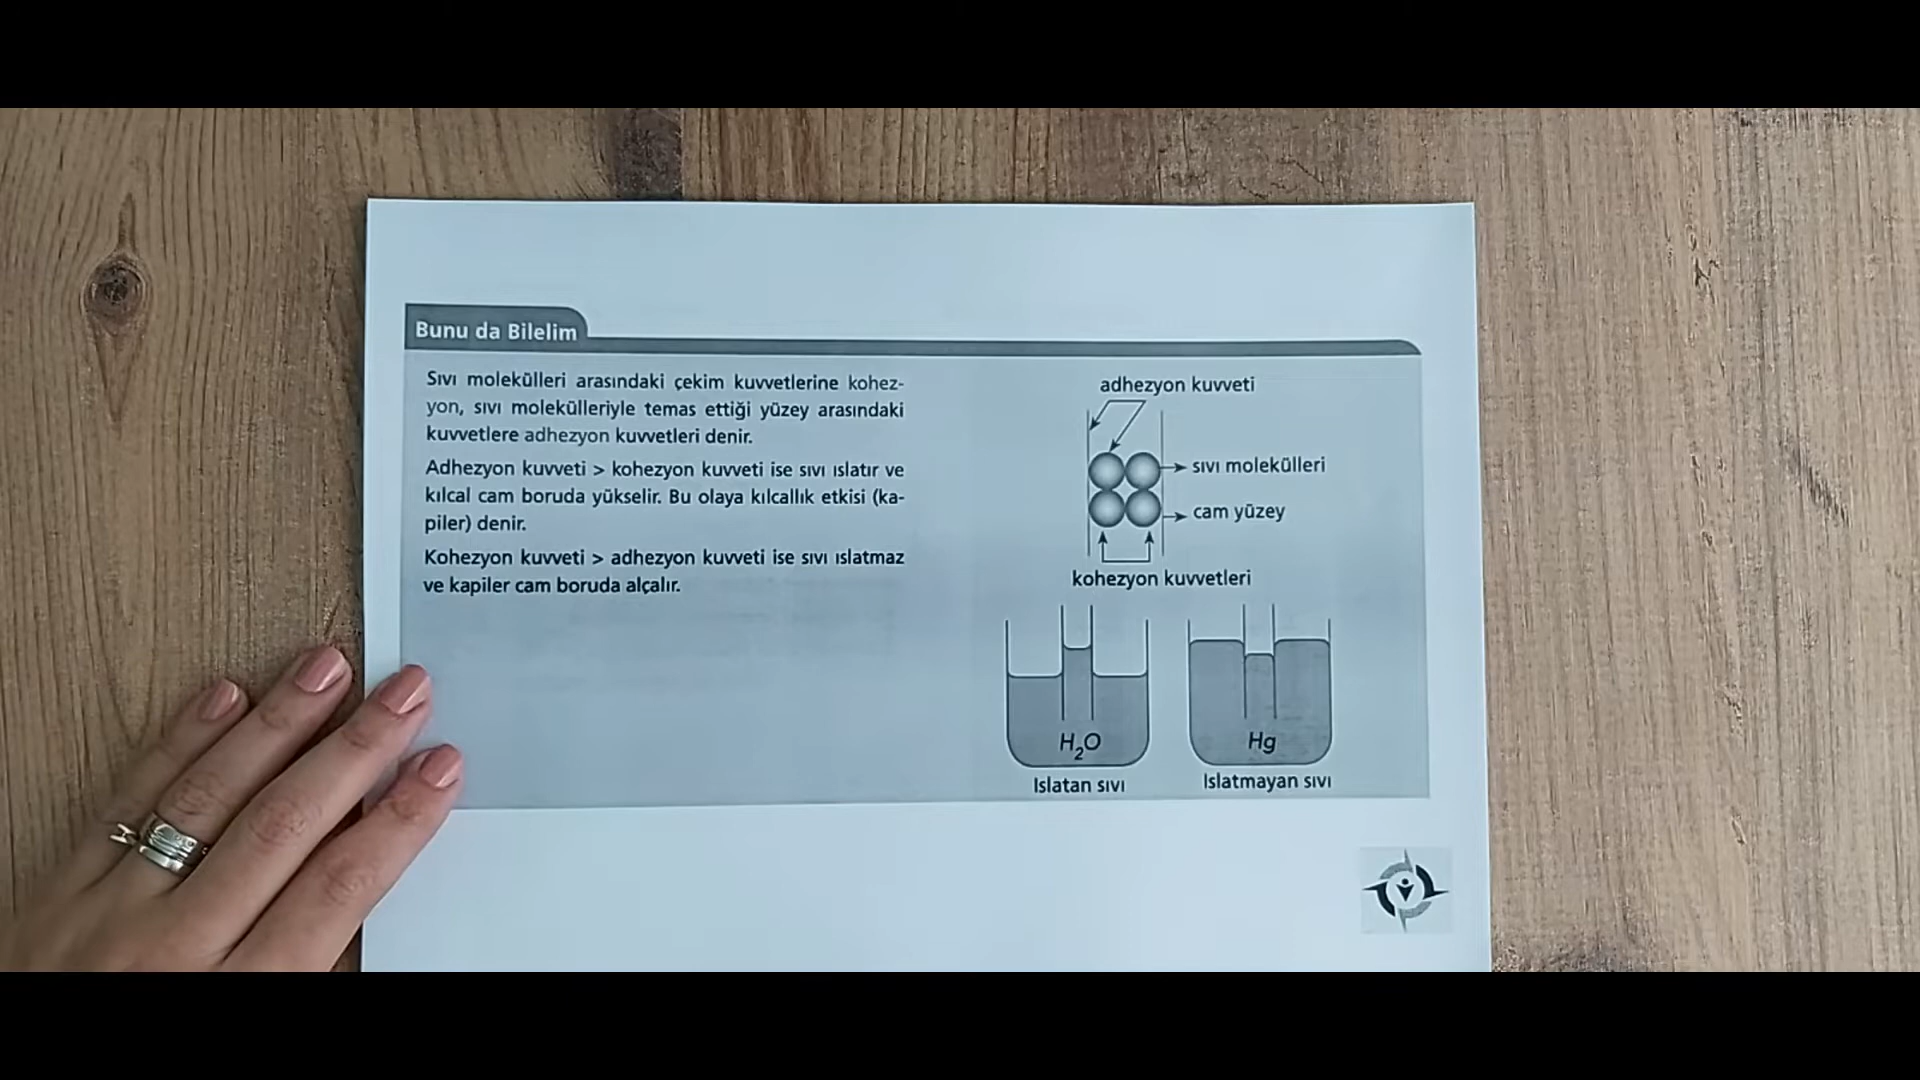 Bunu da Bilelim
Sıvı molekülleri arasındaki çekim kuvvetlerine kohez-
yon, sıvı molekülleriyle temas ettiği yüzey arasındaki
kuvvetlere adhezyon kuvvetleri denir.
Adhezyon kuvveti > kohezyon kuvveti ise sıvı ıslatır ve
kılcal cam boruda yükselir. Bu olaya kılcallık etkisi (ka-
piler) denir.
Kohezyon kuvveti > adhezyon kuvveti ise sıvı ıslatmaz
ve kapiler cam boruda alçalır.
adhezyon kuvveti
sıvı molekülleri
cam yüzey
kohezyon kuvvetleri
H₂O
Hg
Islatan sıvı
Islatmayan sıvı